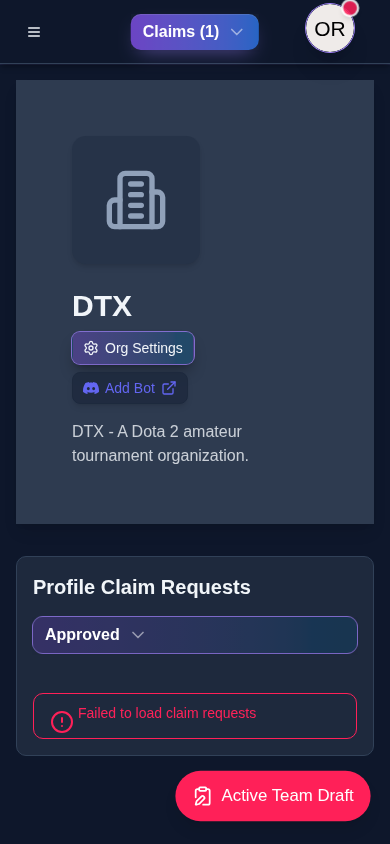 Claims (1)
OR
DTX
Org Settings
Add Bot
DTX - A Dota 2 amateur
tournament organization.
Profile Claim Requests
Approved
Failed to load claim requests
Active Team Draft